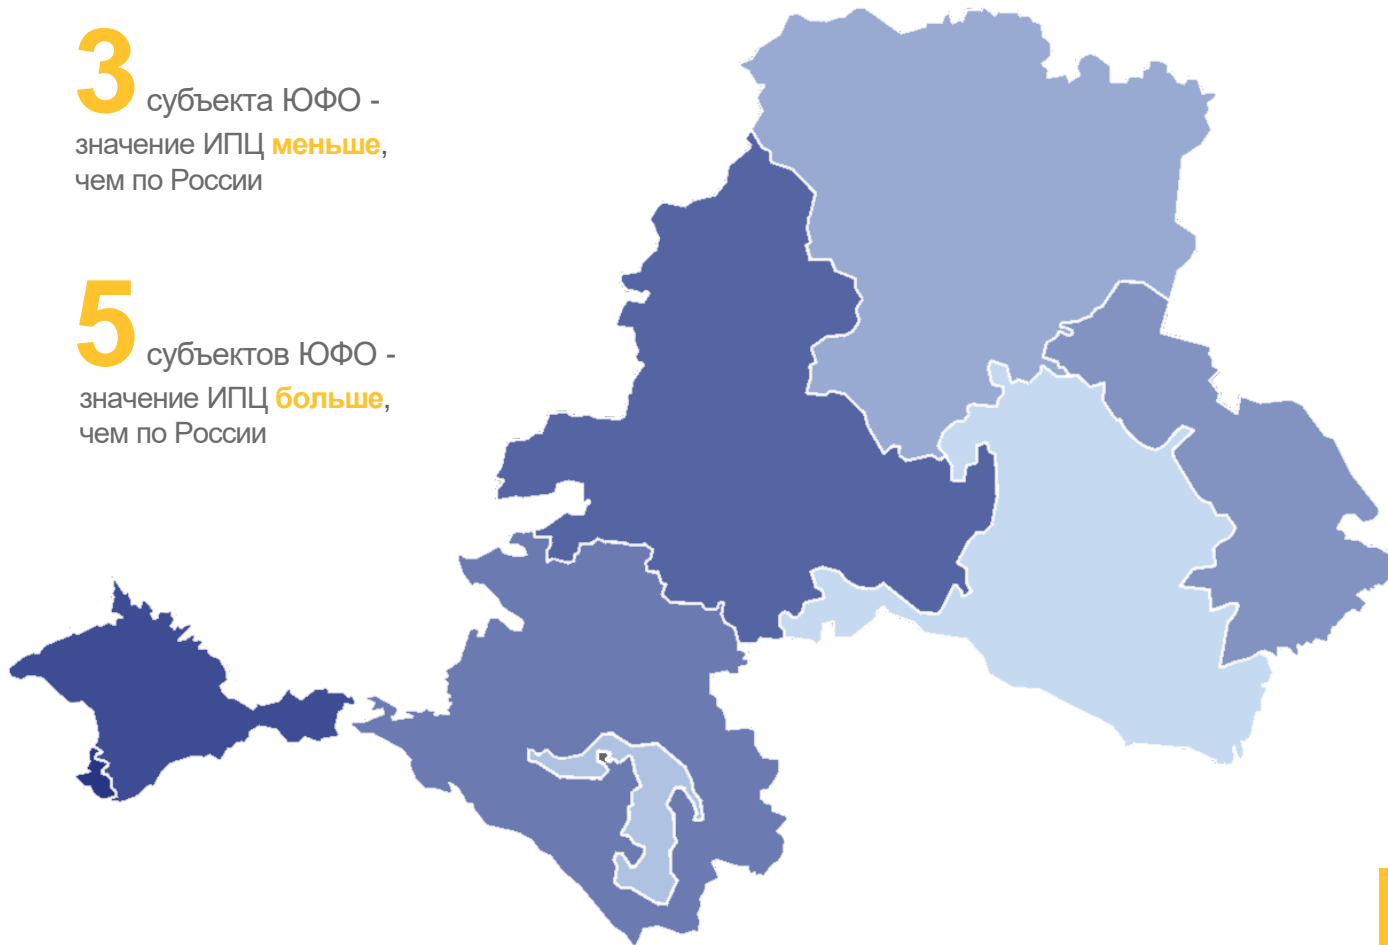 3 субъекта ЮФО -
значение ИПЦ меньше,
чем по России
5 субъектов ЮФО -
значение ИПЦ больше,
чем по России